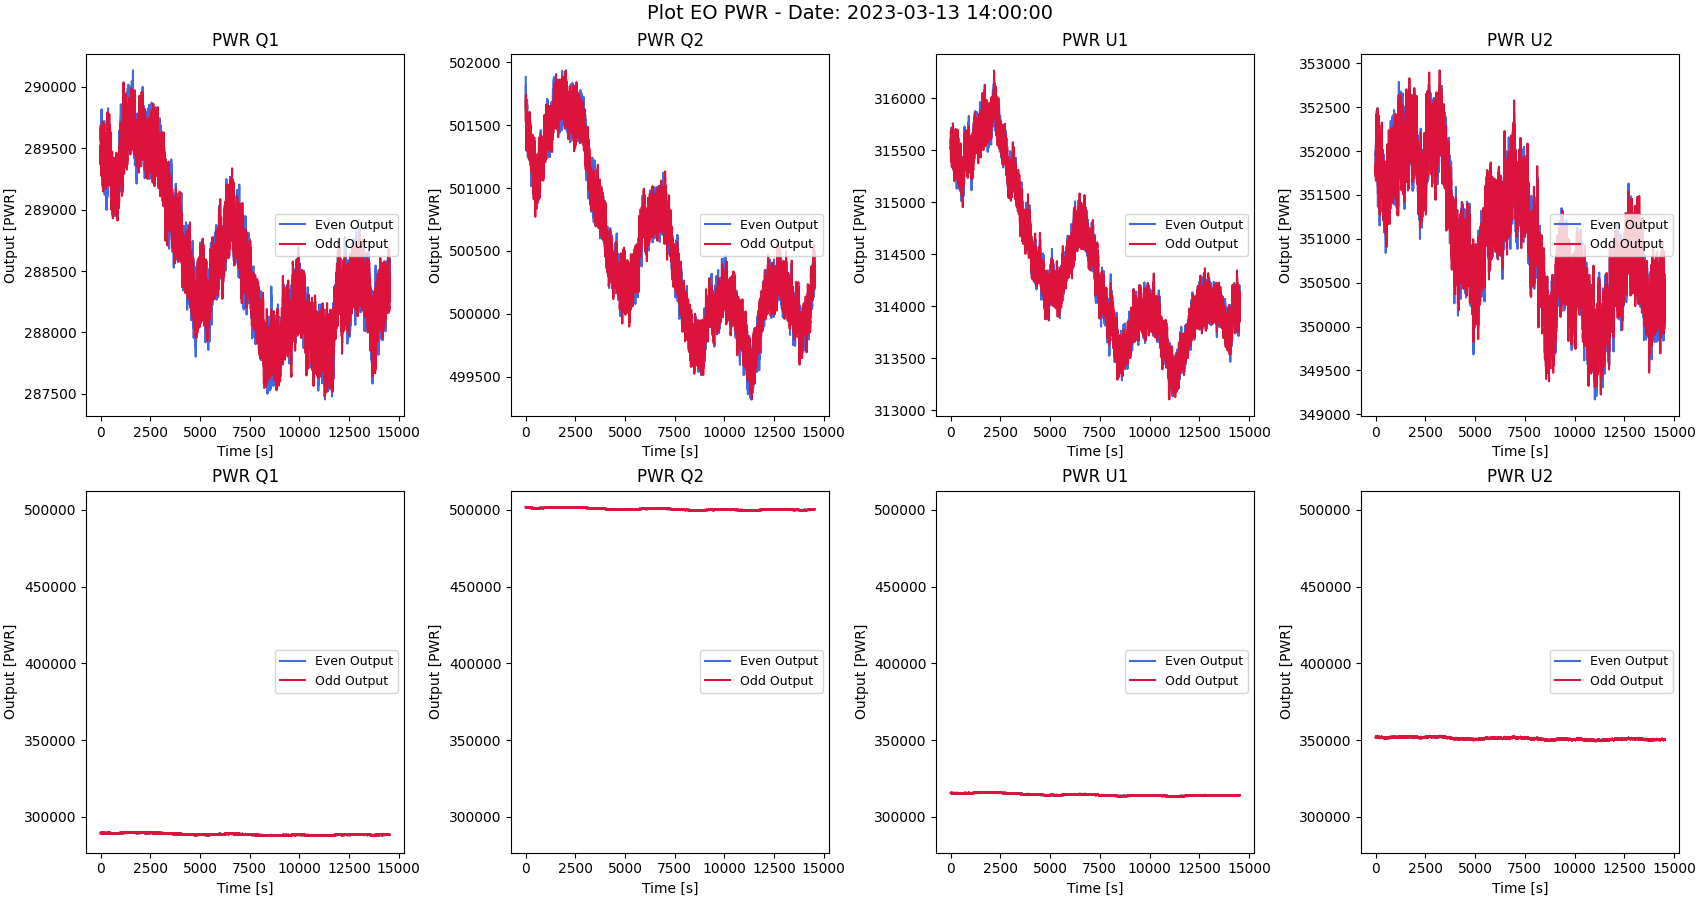 Plot EO PWR - Date: 2023-03-13 14:00:00
PWR Q1
PWR Q2
PWR U1
PWR U2
Output [PWR]
290000
289500
289000
288500
288000
287500
Even Output
Odd Output
0 2500 5000 7500 10000 12500 15000
Time [s]
Output [PWR]
502000
501500
501000
500500
500000
499500
Even Output
Odd Output
0 2500 5000 7500 10000 12500 15000
Time [s]
Output [PWR]
316000
315500
315000
314500
314000
313500
313000
Even Output
Odd Output
0 2500 5000 7500 10000 12500 15000
Time [s]
Output [PWR]
353000
352500
352000
351500
351000
350500
350000
349500
349000
Even Output
Odd Output
0 2500 5000 7500 10000 12500 15000
Time [s]
PWR Q1
PWR Q2
PWR U1
PWR U2
Output [PWR]
500000
450000
400000
350000
300000
Even Output
Odd Output
0 2500 5000 7500 10000 12500 15000
Time [s]
Output [PWR]
500000
450000
400000
350000
300000
Even Output
Odd Output
0 2500 5000 7500 10000 12500 15000
Time [s]
Output [PWR]
500000
450000
400000
350000
300000
Even Output
Odd Output
0 2500 5000 7500 10000 12500 15000
Time [s]
Output [PWR]
500000
450000
400000
350000
300000
Even Output
Odd Output
0 2500 5000 7500 10000 12500 15000
Time [s]